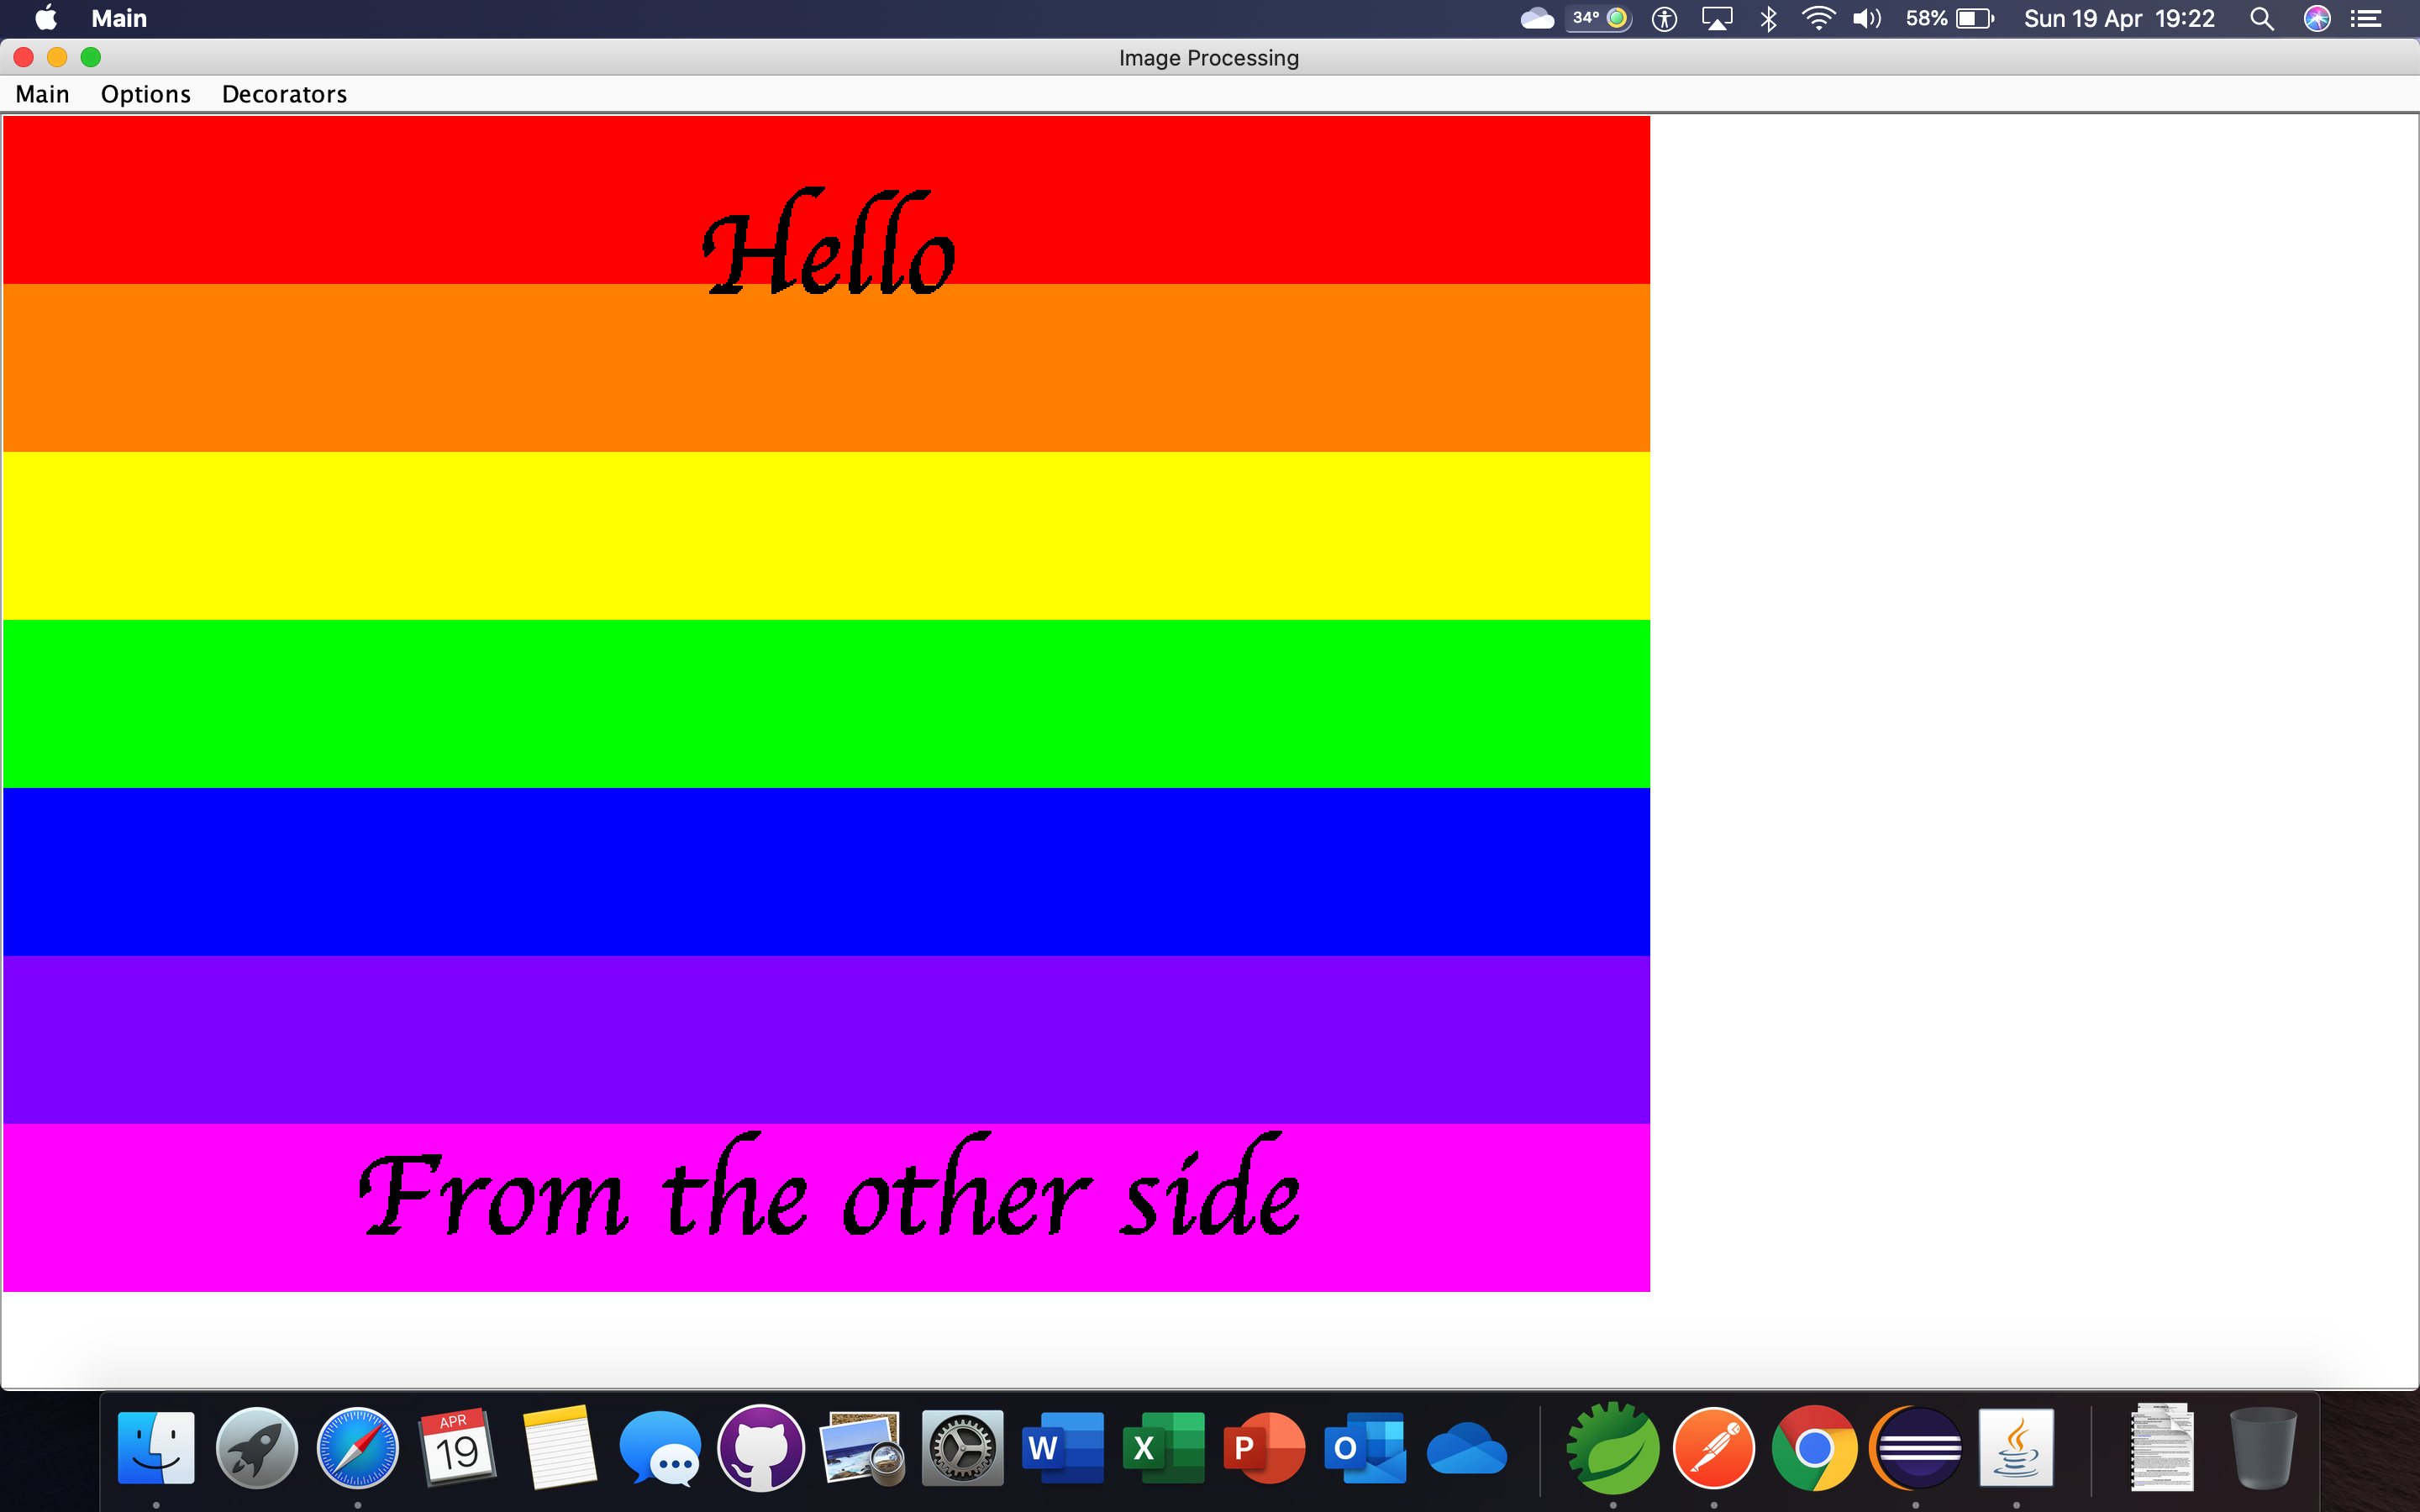 Main
34°
58%
Sun 19 Apr 19:22
Image Processing
Main Options Decorators
Hello
From the other side
APR
19
W
X
P
O